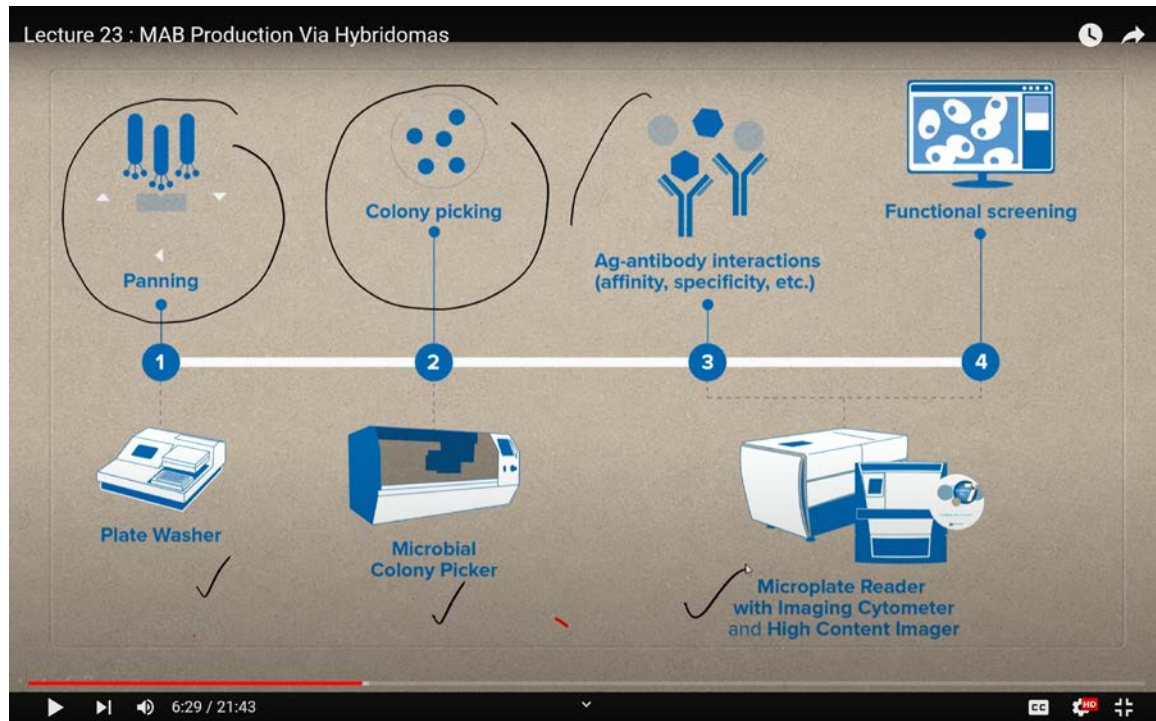 Lecture 23 : MAB Production Via Hybridomas
Panning
Colony picking
Ag-antibody interactions
(affinity, specificity, etc.)
Functional screening
1
2
3
4
Plate Washer
Microbial
Colony Picker
Microplate Reader
with Imaging Cytometer
and High Content Imager
6:29 / 21:43
CC
HD